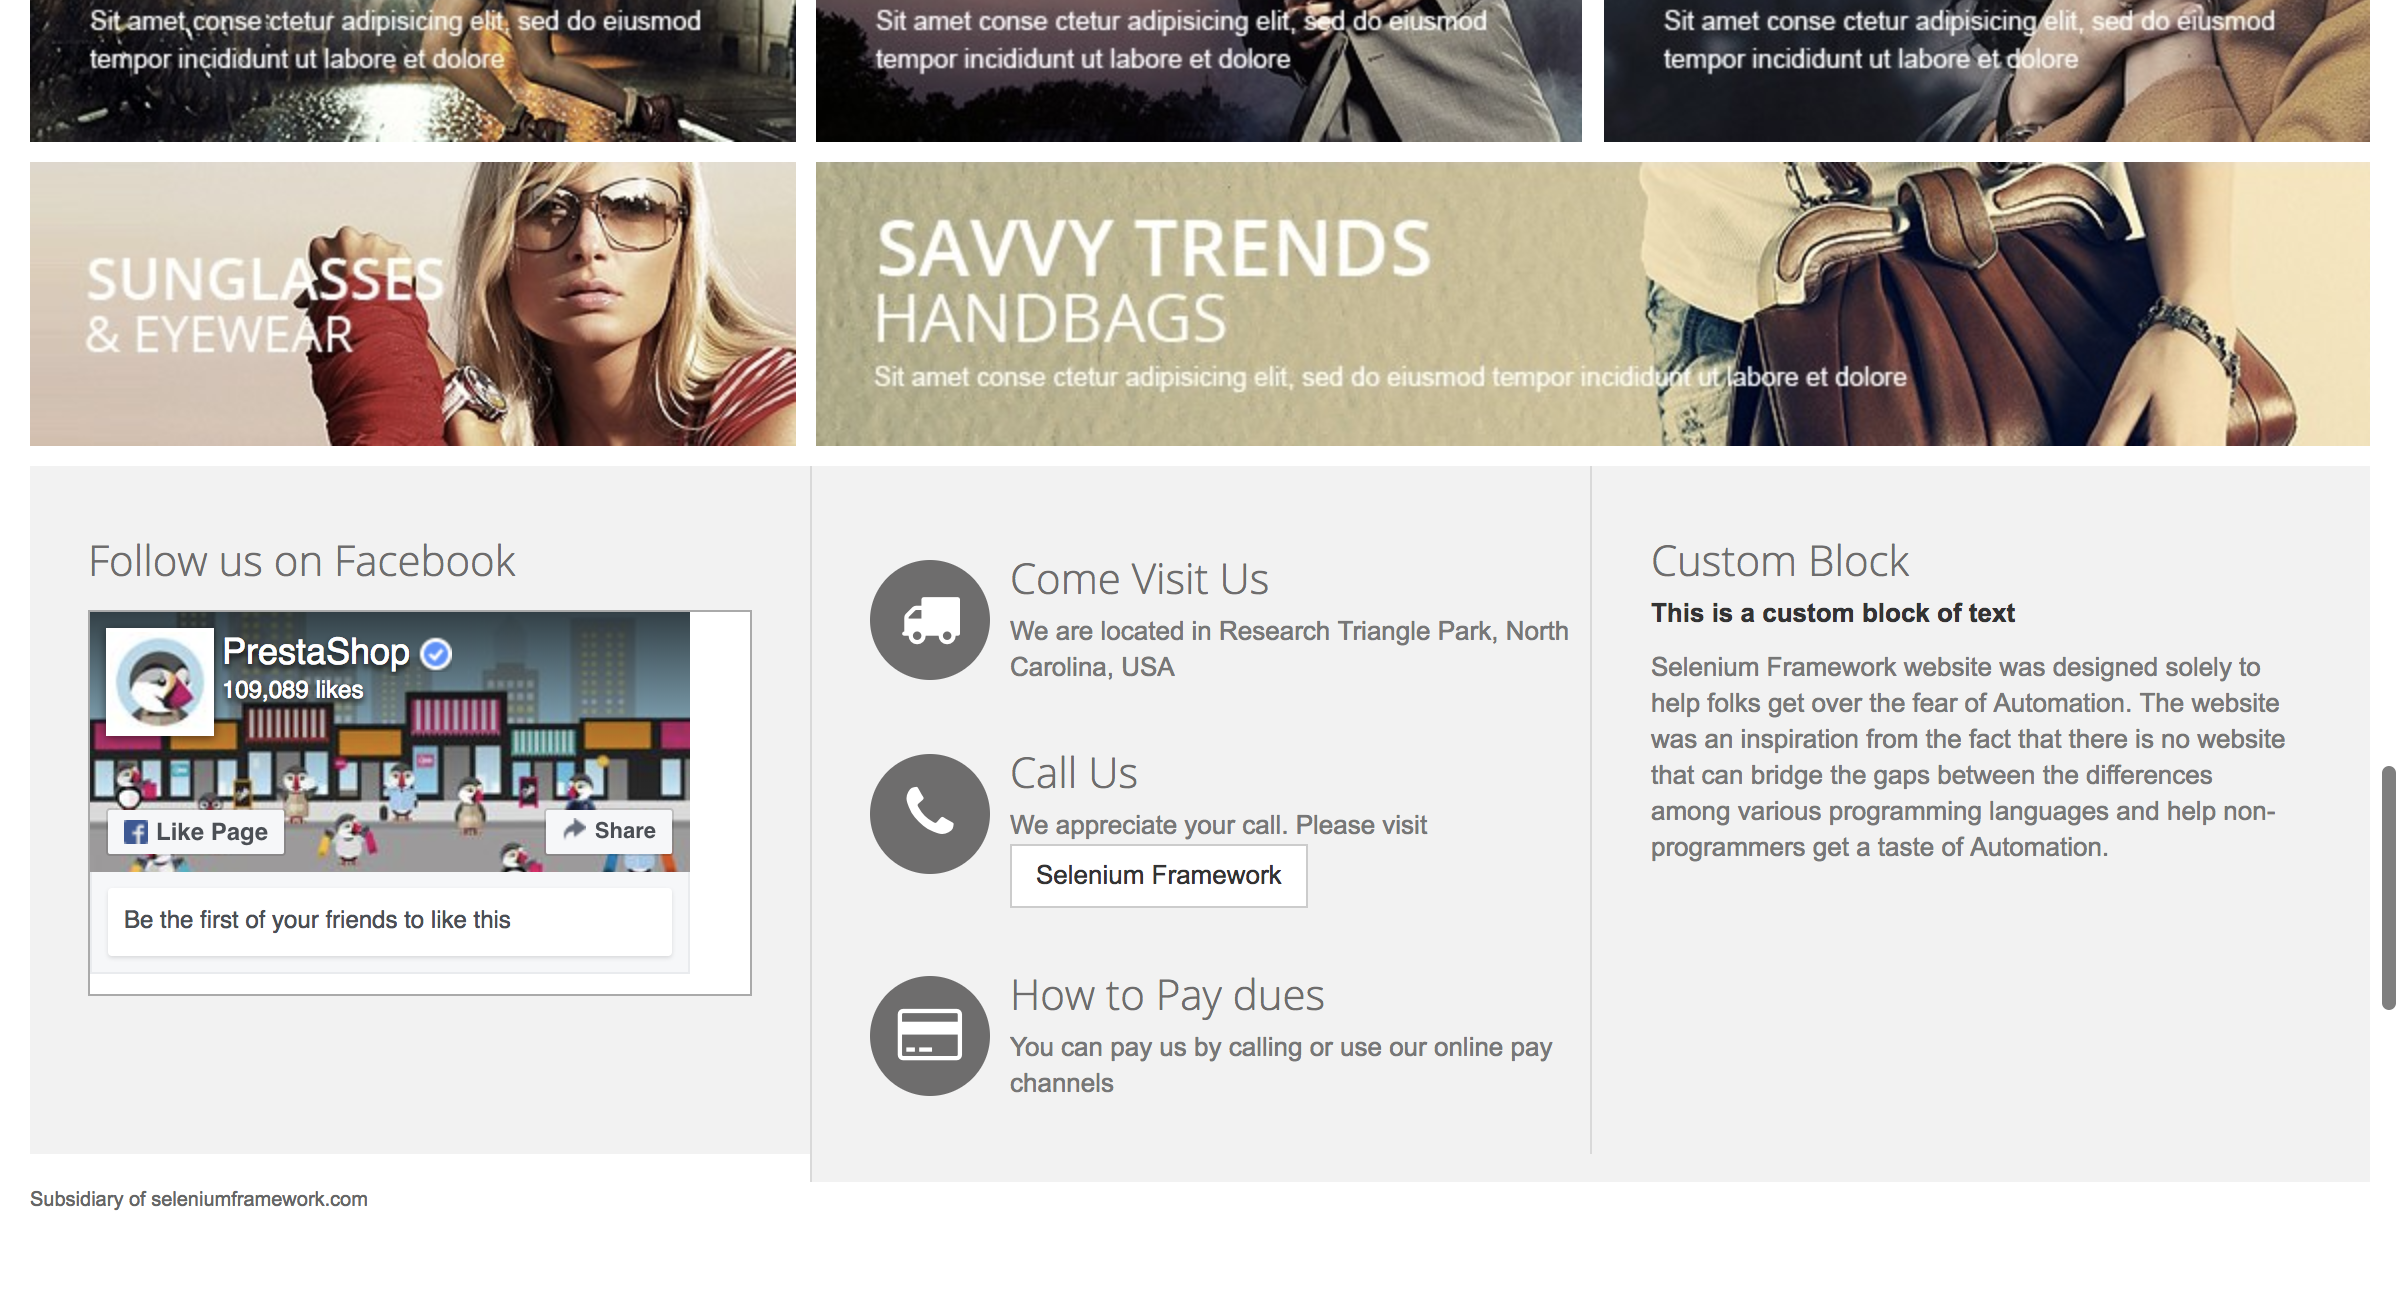 Sit amet conse ctetur adipisicing elit, sed do eiusmod
tempor incididunt ut labore et dolore
Sit amet conse ctetur adipisicing elit, sed do eiusmod
tempor incididunt ut labore et dolore
Sit amet conse ctetur adipisicing elit, sed do eiusmod
tempor incididunt ut labore et dolore
SUNGLASSES
& EYEWEAR
SAVVY TRENDS
HANDBAGS
Sit amet conse ctetur adipisicing elit, sed do eiusmod tempor incididunt ut labore et dolore
Follow us on Facebook
PrestaShop
109,089 likes
Like Page
Share
Be the first of your friends to like this
Come Visit Us
We are located in Research Triangle Park, North
Carolina, USA
Call Us
We appreciate your call. Please visit
Selenium Framework
How to Pay dues
You can pay us by calling or use our online pay
channels
Custom Block
This is a custom block of text
Selenium Framework website was designed solely to
help folks get over the fear of Automation. The website
was an inspiration from the fact that there is no website
that can bridge the gaps between the differences
among various programming languages and help non-
programmers get a taste of Automation.
Subsidiary of seleniumframework.com